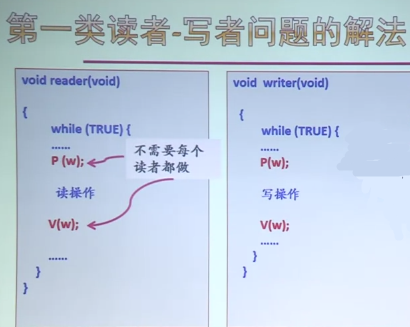 第一类读者-写者问题的解法
void reader(void)
{
while (TRUE) {
......
P (w);
不需要每个
读者都做
读操作
V(w);
......
}
}
void writer(void)
{
while (TRUE) {
......
P(w);
写操作
V(w);
......
}
}